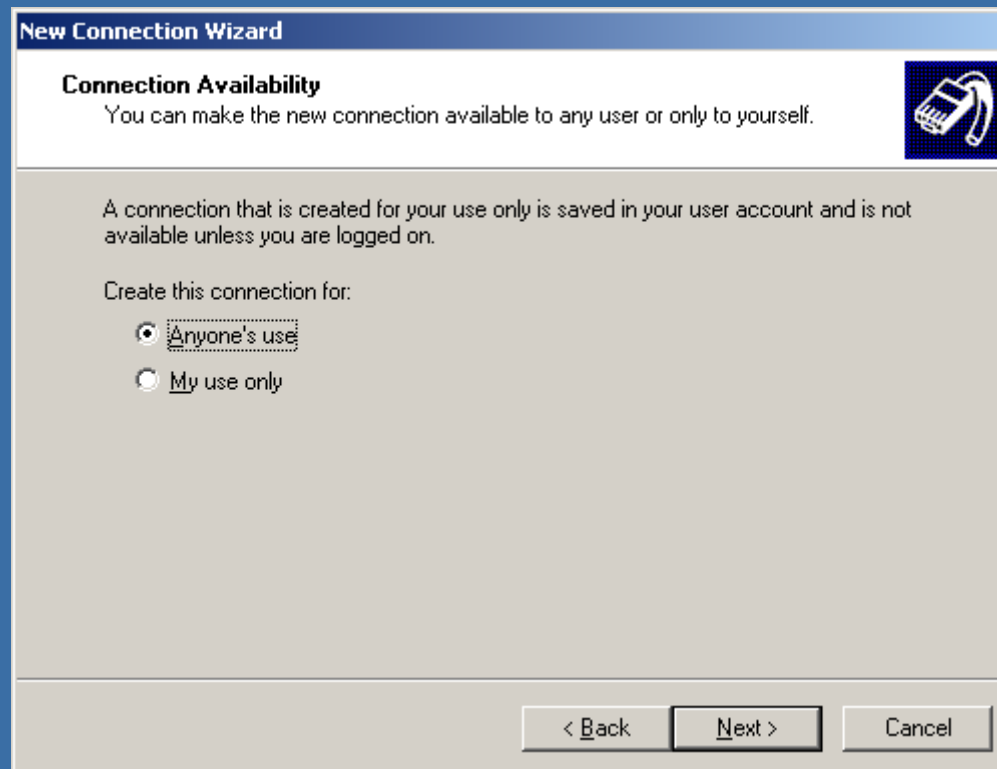 New Connection Wizard
Connection Availability
You can make the new connection available to any user or only to yourself.
A connection that is created for your use only is saved in your user account and is not
available unless you are logged on.
Create this connection for:
Anyone's use
My use only
< Back Next > Cancel